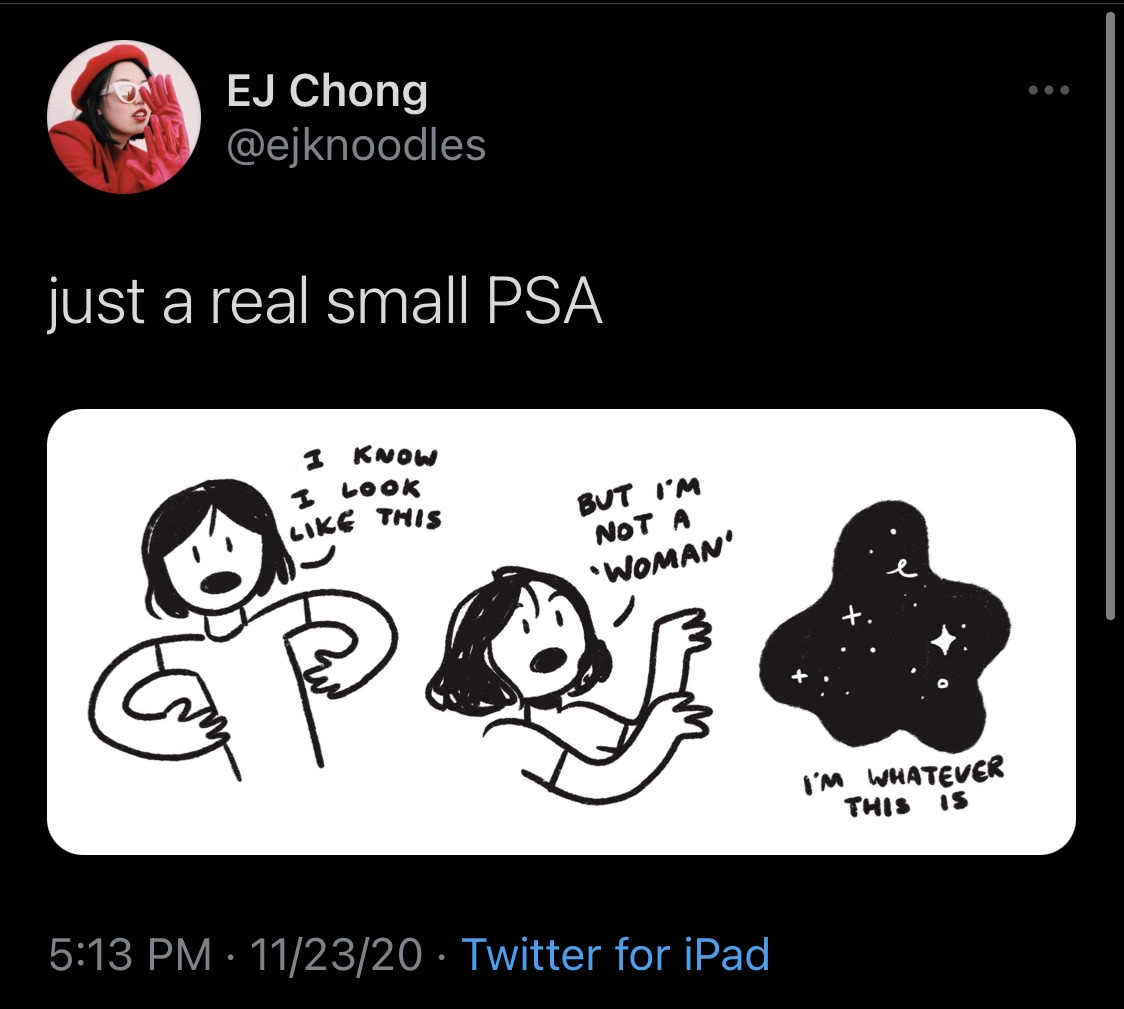 EJ Chong
@ejknoodles
just a real small PSA
I KNOW
I LOOK
LIKE THIS
BUT I'M
NOT A
'WOMAN'
I'M WHATEVER
THIS IS
5:13 PM · 11/23/20 · Twitter for iPad